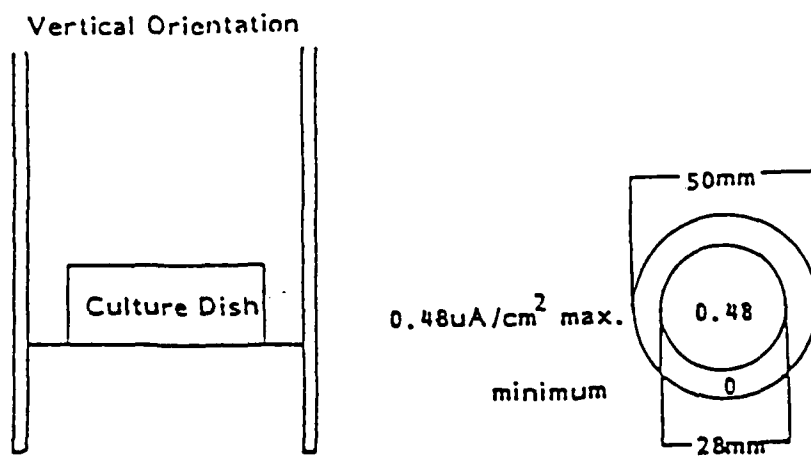 Vertical Orientation
Culture Dish
50mm
0.48uA/cm² max.
0.48
minimum
0
28mm